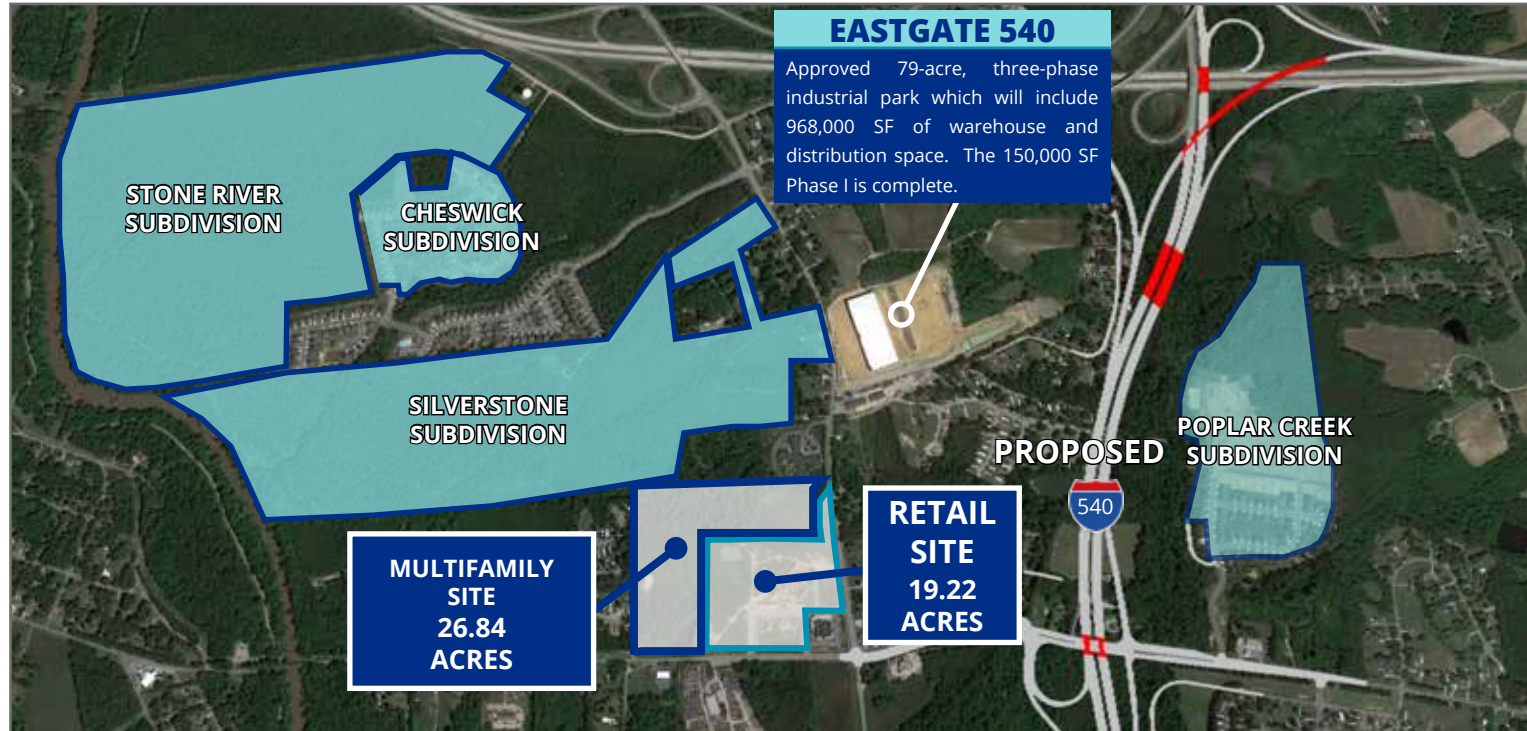 EASTGATE 540
Approved 79-acre, three-phase
industrial park which will include
968,000 SF of warehouse and
distribution space. The 150,000 SF
Phase I is complete.
STONE RIVER
SUBDIVISION
CHESWICK
SUBDIVISION
SILVERSTONE
SUBDIVISION
POPLAR CREEK
SUBDIVISION
PROPOSED
540
RETAIL
SITE
19.22
ACRES
MULTIFAMILY
SITE
26.84
ACRES